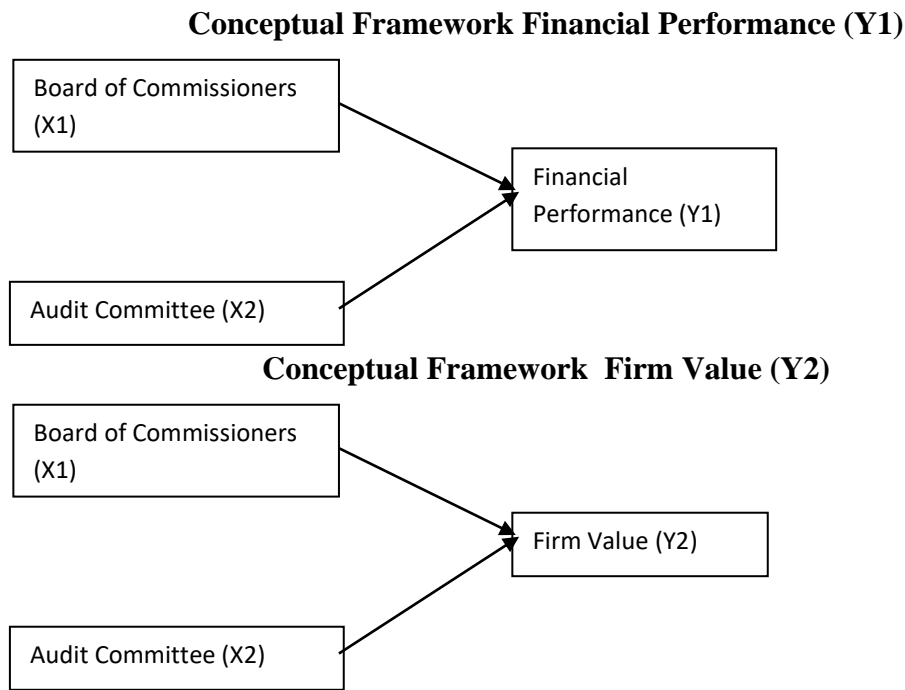 Conceptual Framework Financial Performance (Y1)
Board of Commissioners
(X1)
Financial
Performance (Y1)
Audit Committee (X2)
Conceptual Framework  Firm Value (Y2)
Board of Commissioners
(X1)
Firm Value (Y2)
Audit Committee (X2)